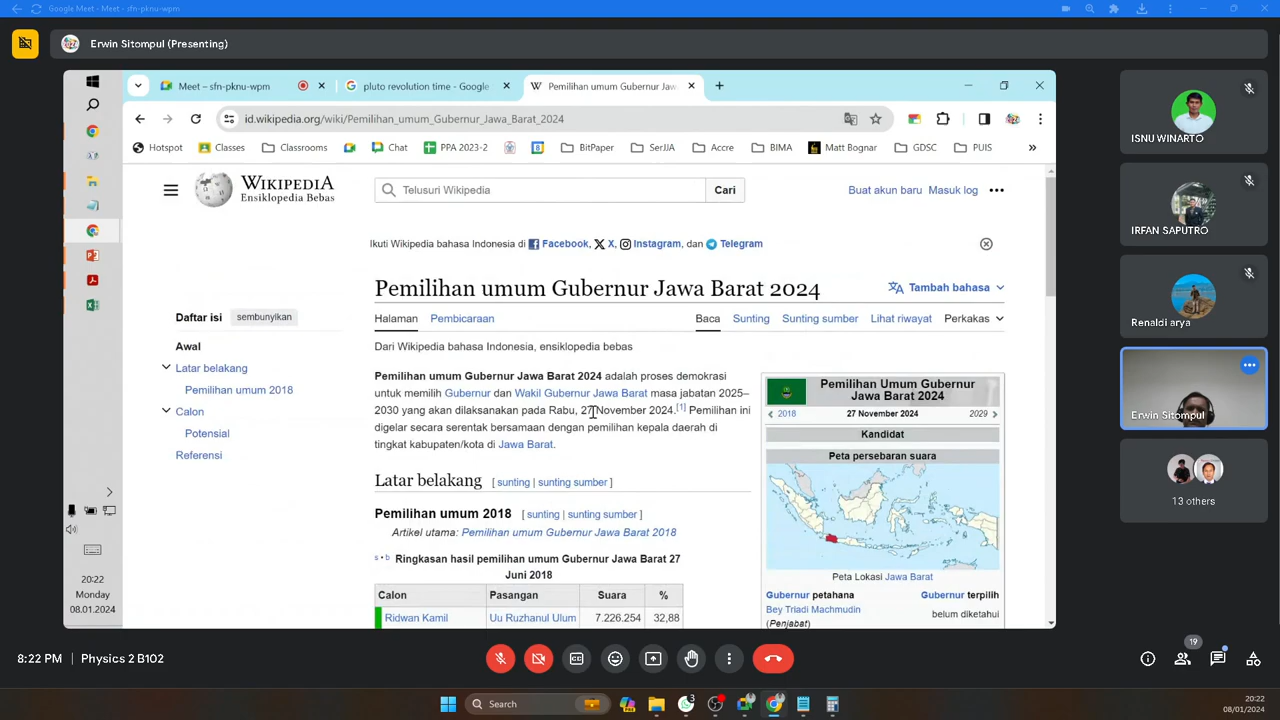 Google Meet - Meet - sfn-pknu-wpm
Erwin Sitompul (Presenting)
Meet – sfn-pknu-wpm
pluto revolution time - Google
Pemilihan umum Gubernur Jaw
id.wikipedia.org/wiki/Pemilihan_umum_Gubernur_Jawa_Barat_2024
Hotspot
Classes
Classrooms
Chat
PPA 2023-2
BitPaper
SerJIA
Accre
BIMA
Matt Bognar
GDSC
PUIS
WIKIPEDIA
Ensiklopedia Bebas
Telusuri Wikipedia
Cari
Buat akun baru Masuk log
Ikuti Wikipedia bahasa Indonesia di Facebook, X, Instagram, dan Telegram
Pemilihan umum Gubernur Jawa Barat 2024
Tambah bahasa
Daftar isi
sembunyikan
Awal
Latar belakang
Pemilihan umum 2018
Calon
Potensial
Referensi
Halaman Pembicaraan
Baca Sunting Sunting sumber Lihat riwayat Perkakas
Dari Wikipedia bahasa Indonesia, ensiklopedia bebas
Pemilihan umum Gubernur Jawa Barat 2024 adalah proses demokrasi
untuk memilih Gubernur dan Wakil Gubernur Jawa Barat masa jabatan 2025–
2030 yang akan dilaksanakan pada Rabu, 27 November 2024.[1] Pemilihan ini
digelar secara serentak bersamaan dengan pemilihan kepala daerah di
tingkat kabupaten/kota di Jawa Barat.
Latar belakang [ sunting | sunting sumber ]
Pemilihan umum 2018 [ sunting | sunting sumber ]
Artikel utama: Pemilihan umum Gubernur Jawa Barat 2018
s • b Ringkasan hasil pemilihan umum Gubernur Jawa Barat 27
Juni 2018
Calon Pasangan Suara %
Ridwan Kamil Uu Ruzhanul Ulum 7.226.254 32,88
Pemilihan Umum Gubernur
Jawa Barat 2024
2018 27 November 2024 2029
Kandidat
Peta persebaran suara
Peta Lokasi Jawa Barat
Gubernur petahana Gubernur terpilih
Bey Triadi Machmudin
(Penjabat)
belum diketahui
20:22
Monday
08.01.2024
ISNU WINARTO
IRFAN SAPUTRO
Renaldi arya
Erwin Sitompul
13 others
8:22 PM
Physics 2 B102
19
Search
3
20:22
08/01/2024